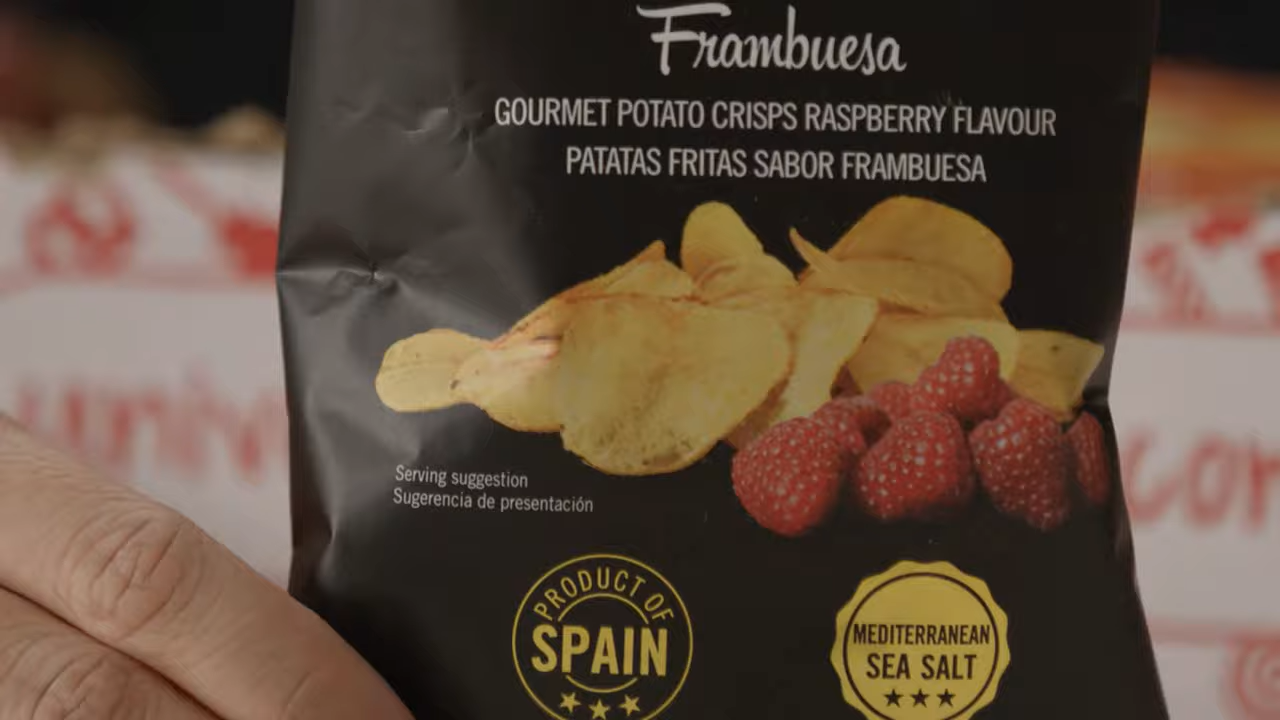 Frambuesa
GOURMET POTATO CRISPS RASPBERRY FLAVOUR
PATATAS FRITAS SABOR FRAMBUESA
Serving suggestion
Sugerencia de presentación
PRODUCT OF
SPAIN
MEDITERRANEAN
SEA SALT